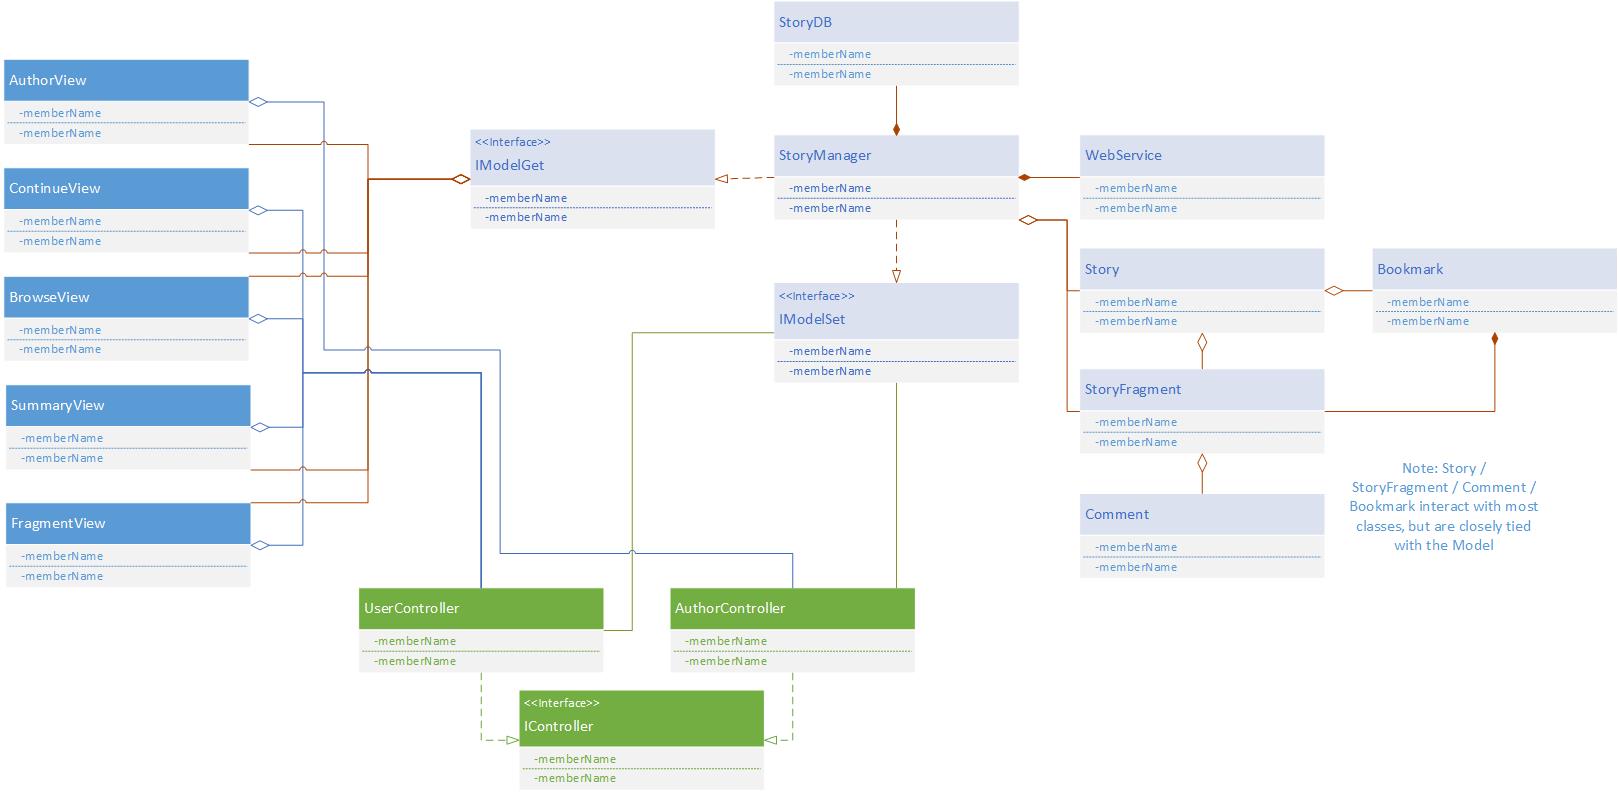 StoryDB
-memberName
-memberName
AuthorView
-memberName
-memberName
<<Interface>>
IModelGet
-memberName
-memberName
StoryManager
-memberName
-memberName
WebService
-memberName
-memberName
ContinueView
-memberName
-memberName
BrowseView
-memberName
-memberName
<<Interface>>
IModelSet
-memberName
-memberName
Story
-memberName
-memberName
Bookmark
-memberName
-memberName
SummaryView
-memberName
-memberName
StoryFragment
-memberName
-memberName
Note: Story /
StoryFragment / Comment /
Bookmark interact with most
classes, but are closely tied
with the Model
FragmentView
-memberName
-memberName
Comment
-memberName
-memberName
UserController
-memberName
-memberName
AuthorController
-memberName
-memberName
<<Interface>>
IController
-memberName
-memberName